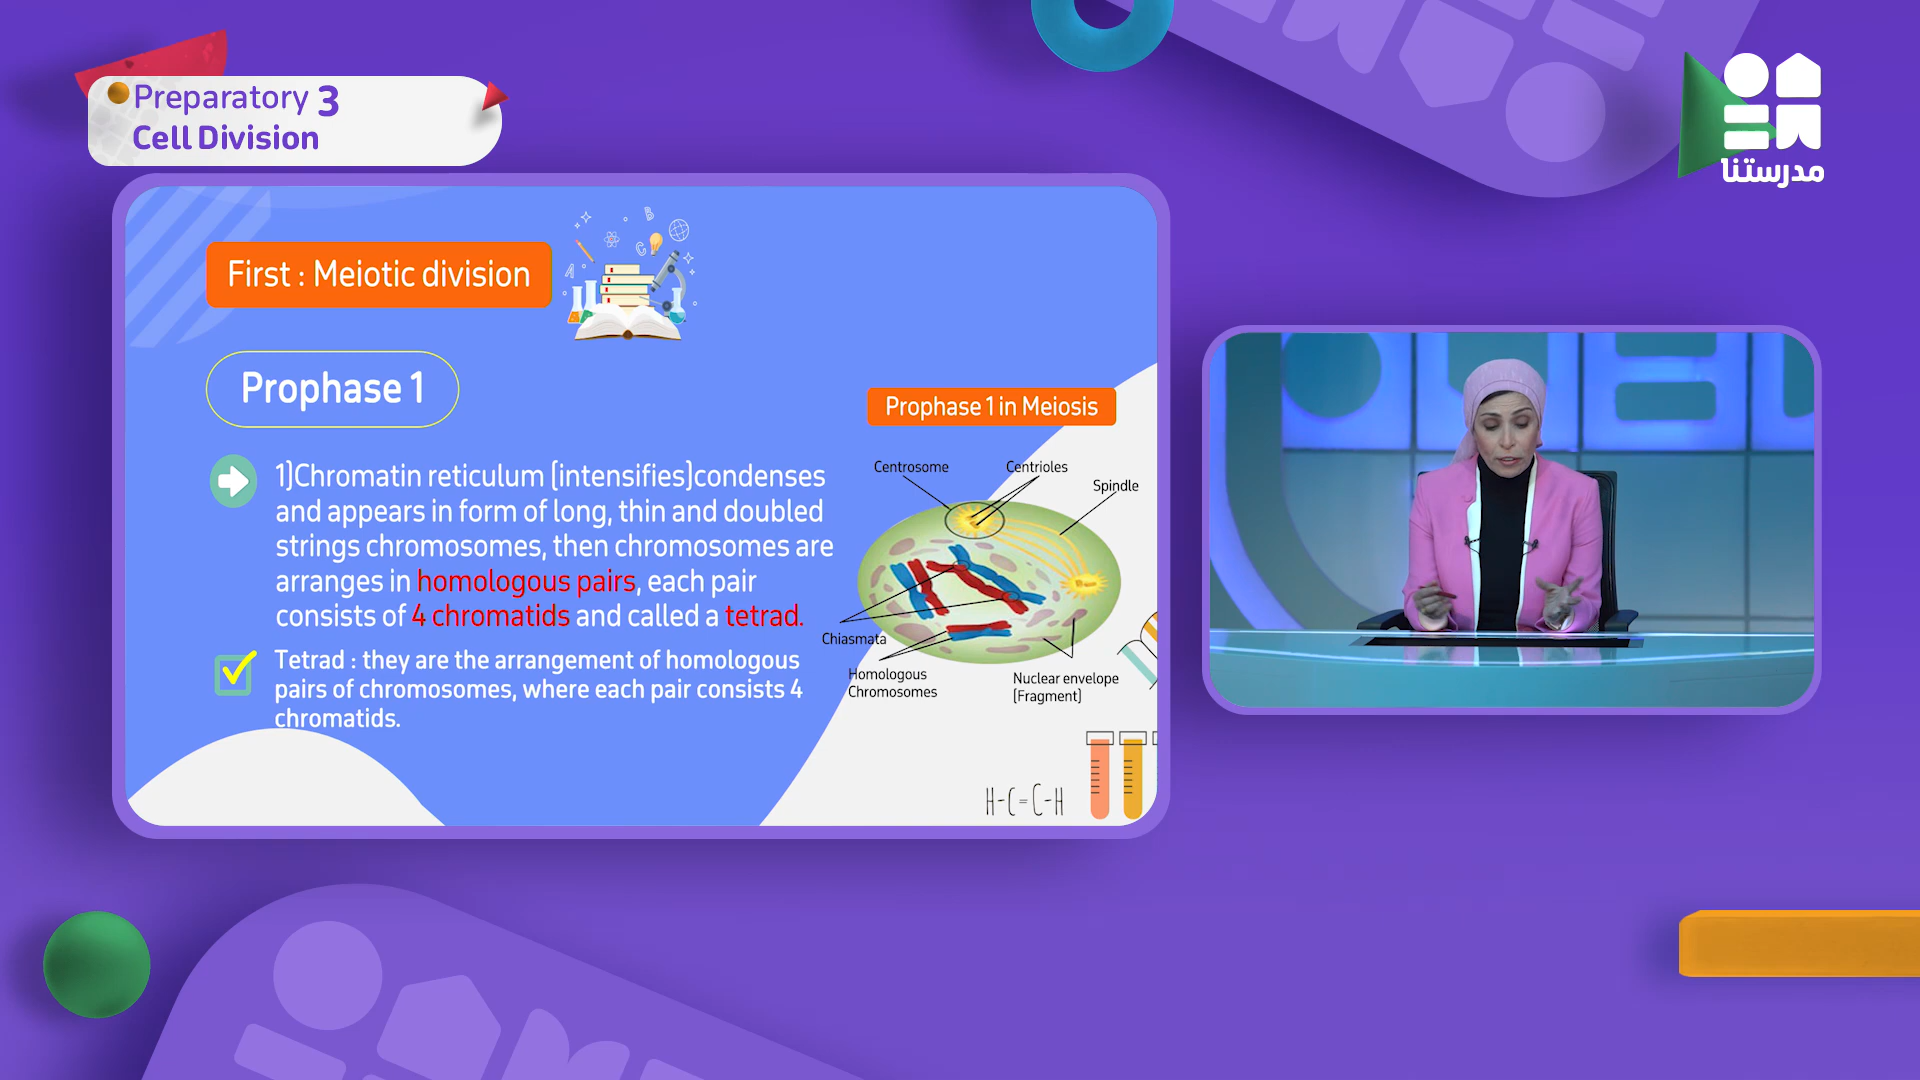 Preparatory 3
Cell Division
مدرستنا
First : Meiotic division
A
B
C
Prophase 1
Prophase 1 in Meiosis
1)Chromatin reticulum (intensifies)condenses
and appears in form of long, thin and doubled
strings chromosomes, then chromosomes are
arranges in homologous pairs, each pair
consists of 4 chromatids and called a tetrad.
Tetrad : they are the arrangement of homologous
pairs of chromosomes, where each pair consists 4
chromatids.
Centrosome
Centrioles
Spindle
Chiasmata
Homologous
Chromosomes
Nuclear envelope
(Fragment)
H-C=C-H